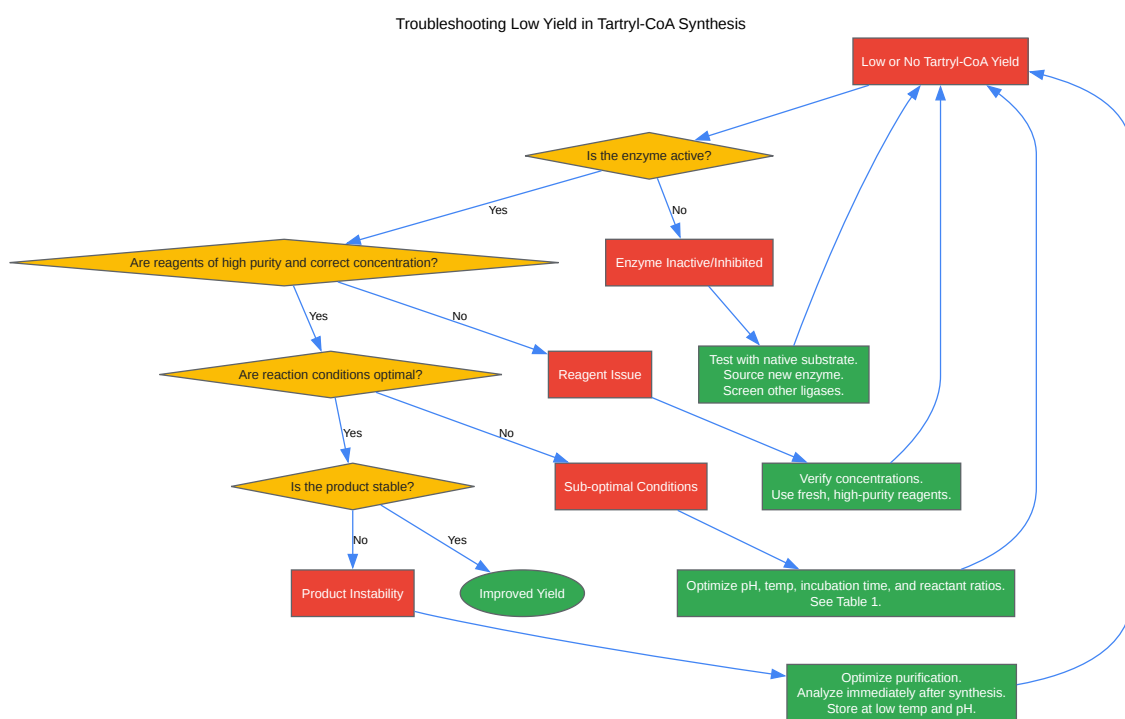 Troubleshooting Low Yield in Tartryl-CoA Synthesis
Low or No Tartryl-CoA Yield
Is the enzyme active?
Yes
No
Are reagents of high purity and correct concentration?
Enzyme Inactive/Inhibited
Yes
No
Test with native substrate.
Source new enzyme.
Screen other ligases.
Are reaction conditions optimal?
Reagent Issue
Yes
No
Is the product stable?
Sub-optimal Conditions
Verify concentrations.
Use fresh, high-purity reagents.
No
Yes
Product Instability
Improved Yield
Optimize pH, temp, incubation time, and reactant ratios.
See Table 1.
Optimize purification.
Analyze immediately after synthesis.
Store at low temp and pH.